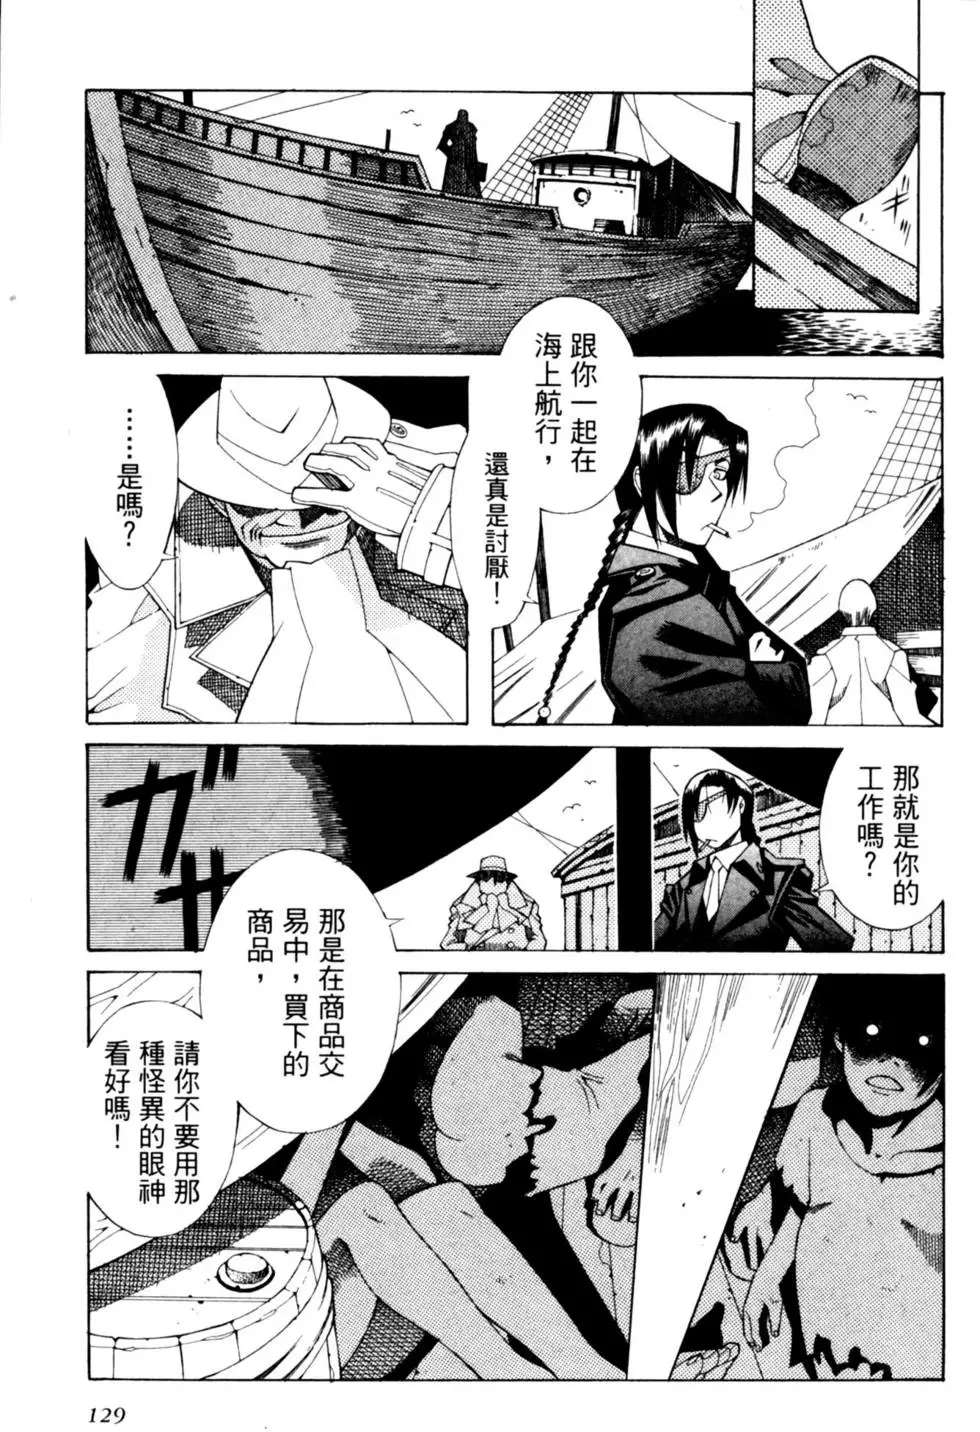 跟你一起在
海上航行，
還真是討厭！
……是嗎？
那就是你的
工作嗎？
ガサ
那是在商品交
易中，買下的
商品，
請你不要用那
種怪異的眼神
看好嗎！
129